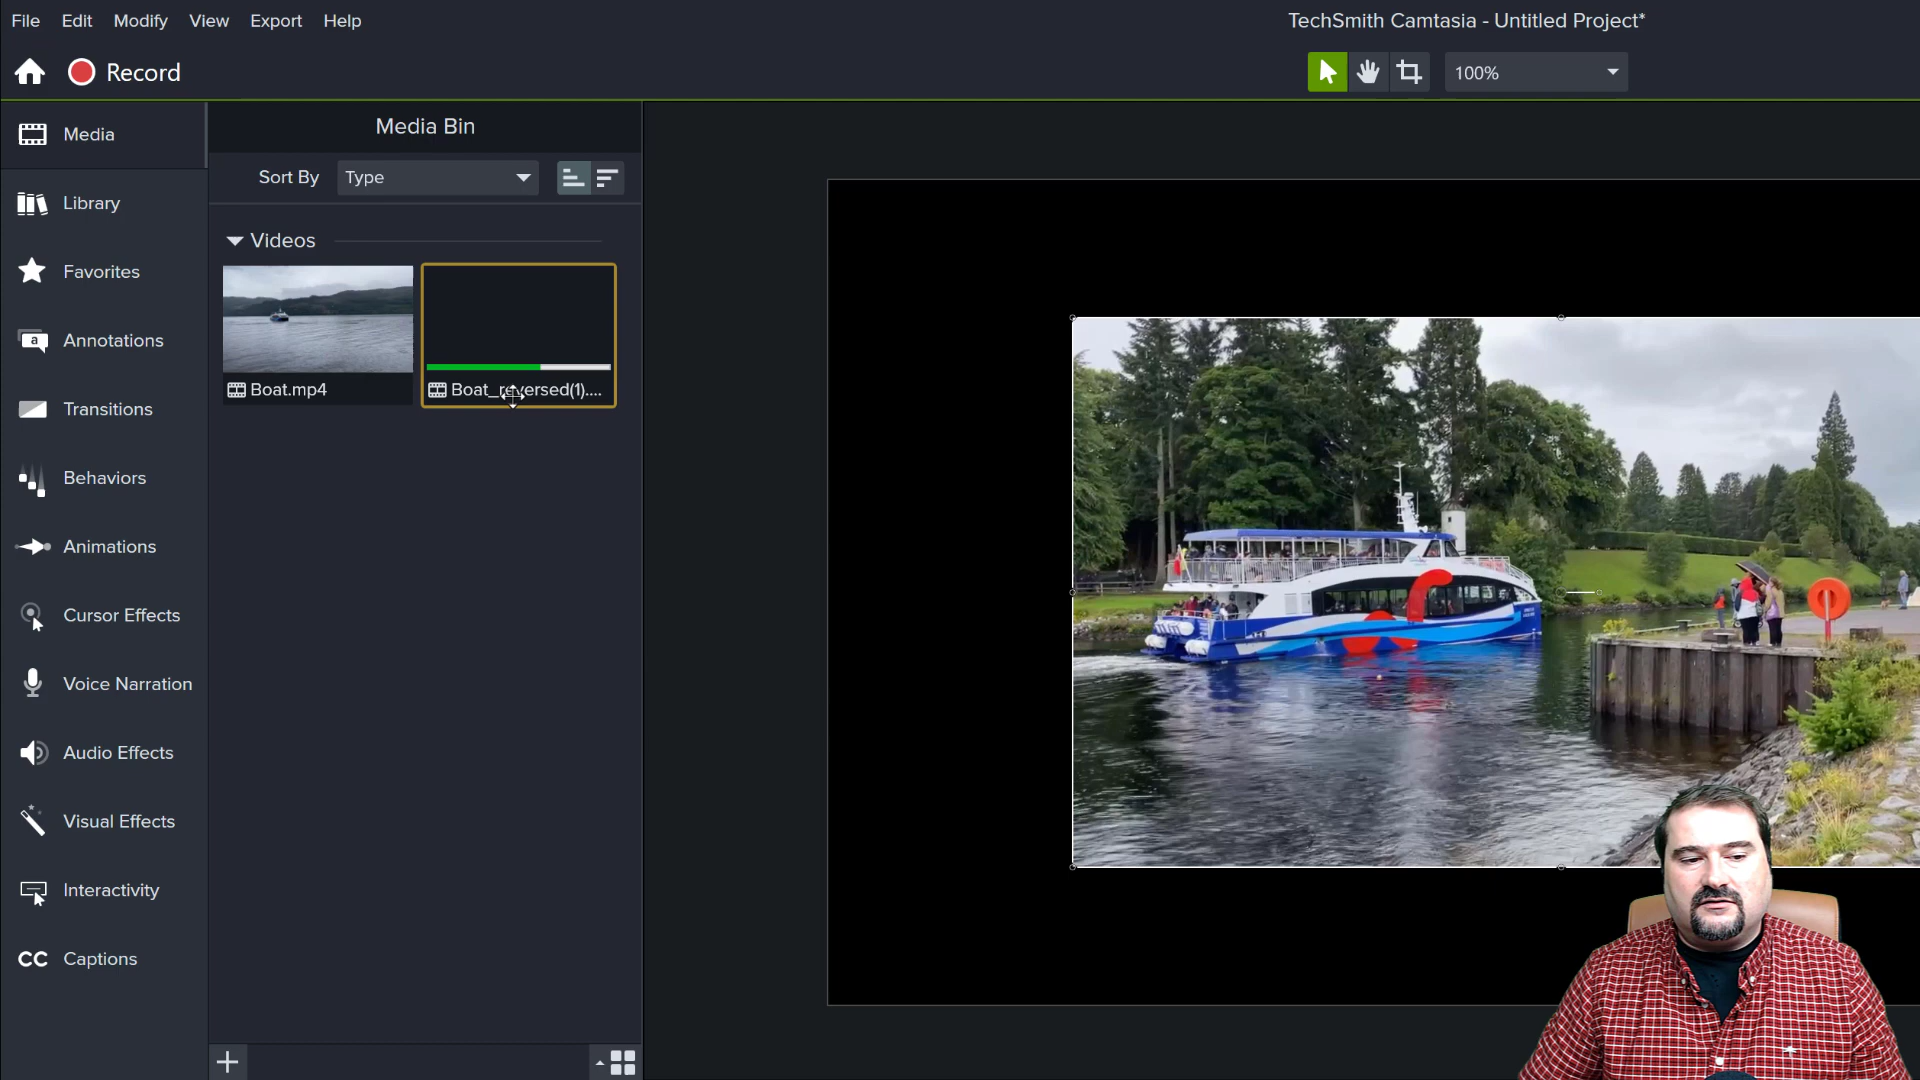 File Edit Modify View Export Help
TechSmith Camtasia - Untitled Project*
Record
100%
Media
Media Bin
Sort By Type
Library
Videos
Favorites
Boat.mp4
Boat_reversed(1)....
a
Annotations
Transitions
Behaviors
Animations
Cursor Effects
Voice Narration
Audio Effects
Visual Effects
Interactivity
CC Captions